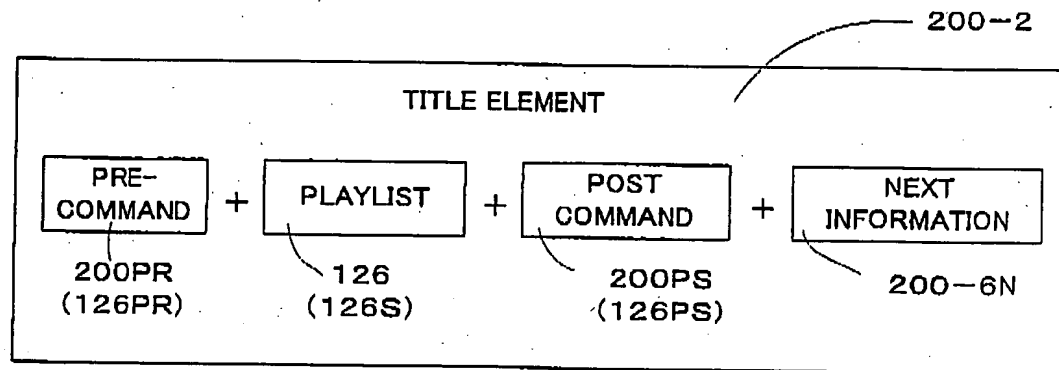 200-2
TITLE ELEMENT
PRE-
COMMAND
+
PLAYLIST
+
POST
COMMAND
+
NEXT
INFORMATION
200PR
(126PR)
126
(126S)
200PS
(126PS)
200-6N